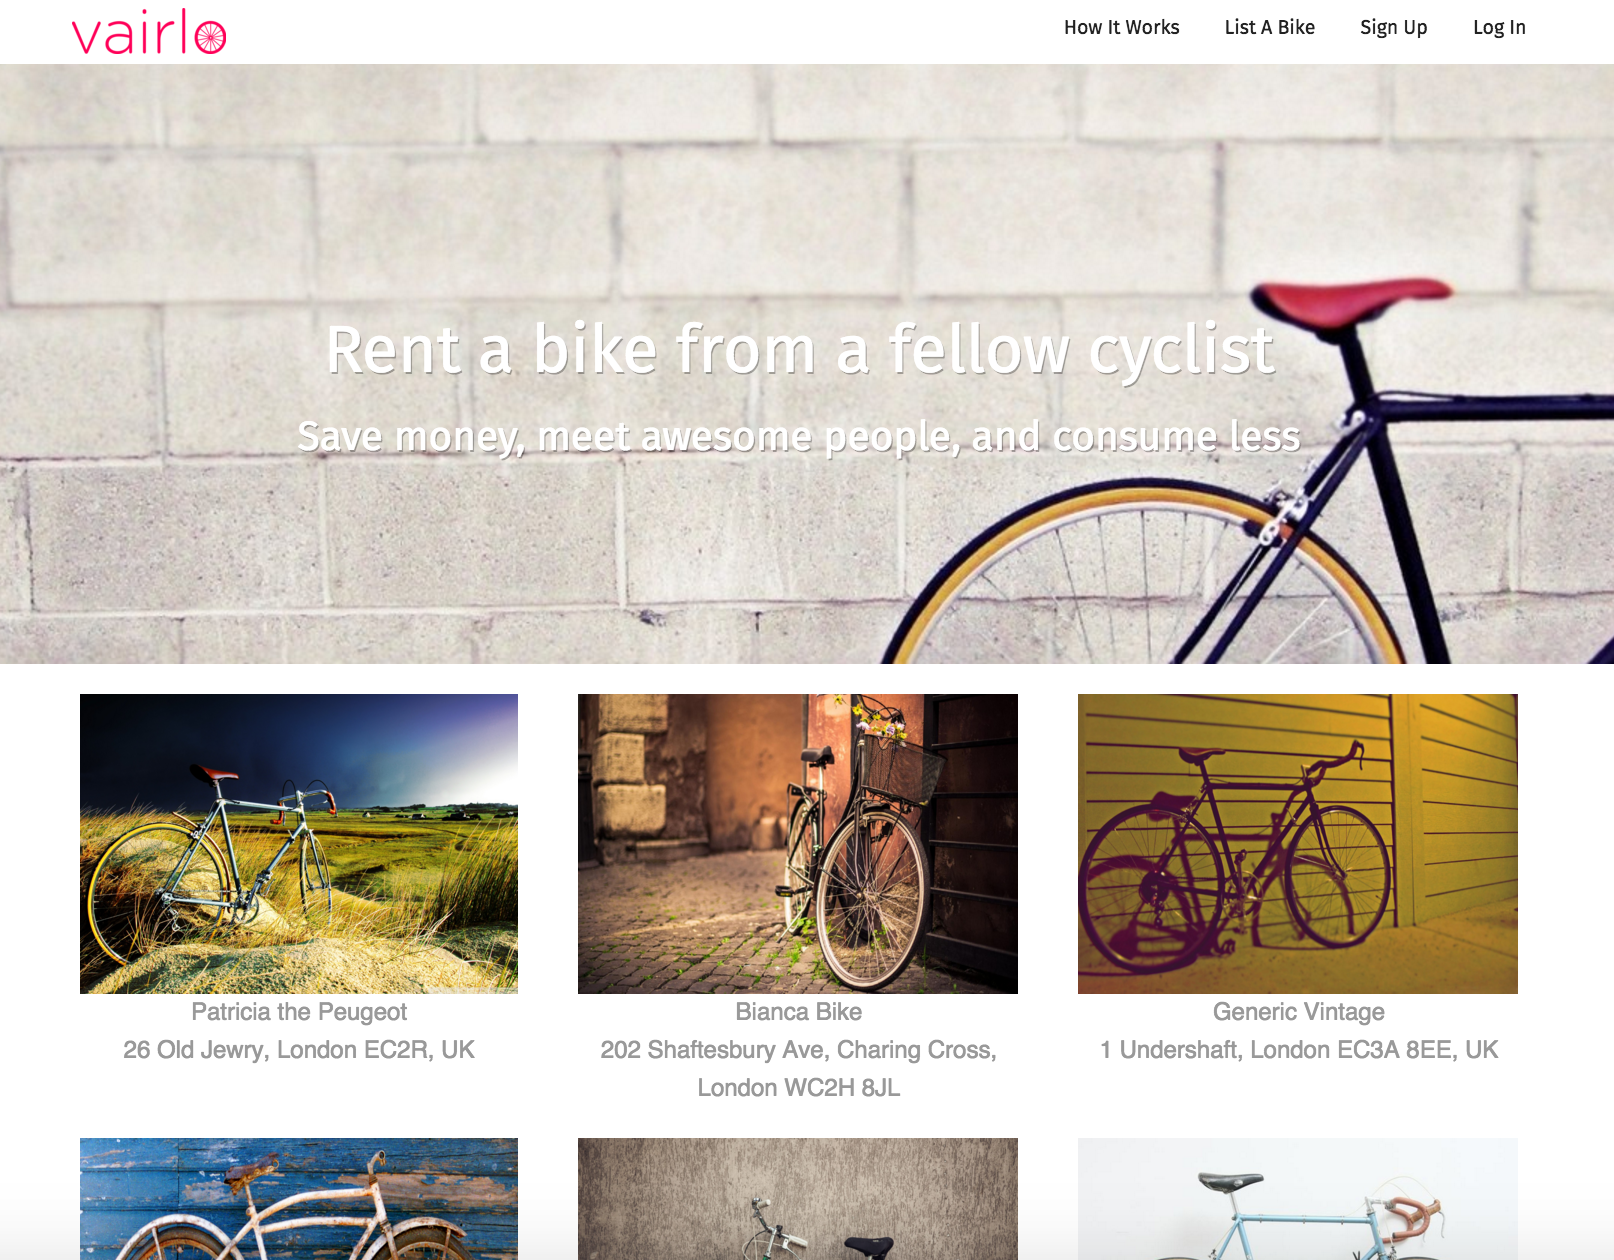 vairlo
How It Works List A Bike Sign Up Log In
Rent a bike from a fellow cyclist
Save money, meet awesome people, and consume less
Patricia the Peugeot
26 Old Jewry, London EC2R, UK
Bianca Bike
202 Shaftesbury Ave, Charing Cross,
London WC2H 8JL
Generic Vintage
1 Undershaft, London EC3A 8EE, UK